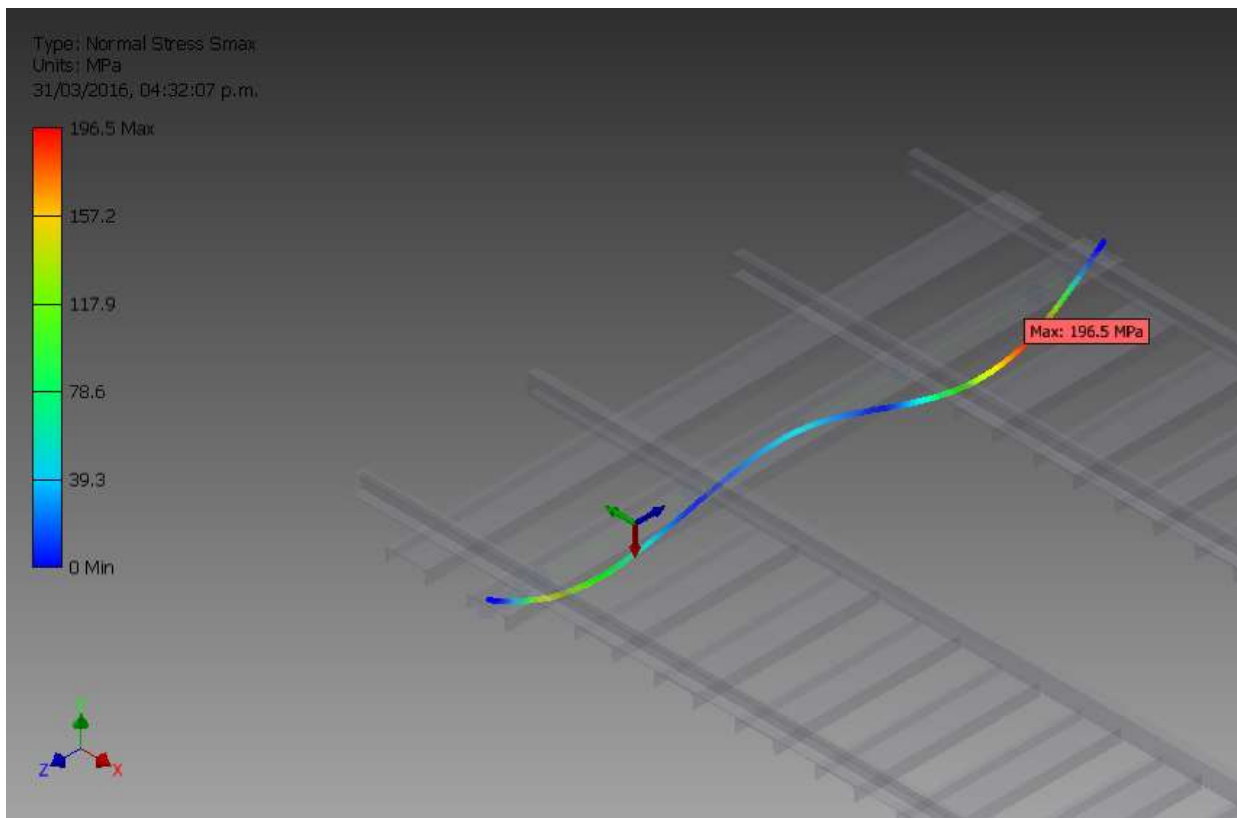 Type: Normal Stress Smax
Units: MPa
31/03/2016, 04:32:07 p.m.
196.5 Max
157.2
117.9
78.6
39.3
0 Min
Max: 196.5 MPa
Y
Z
X